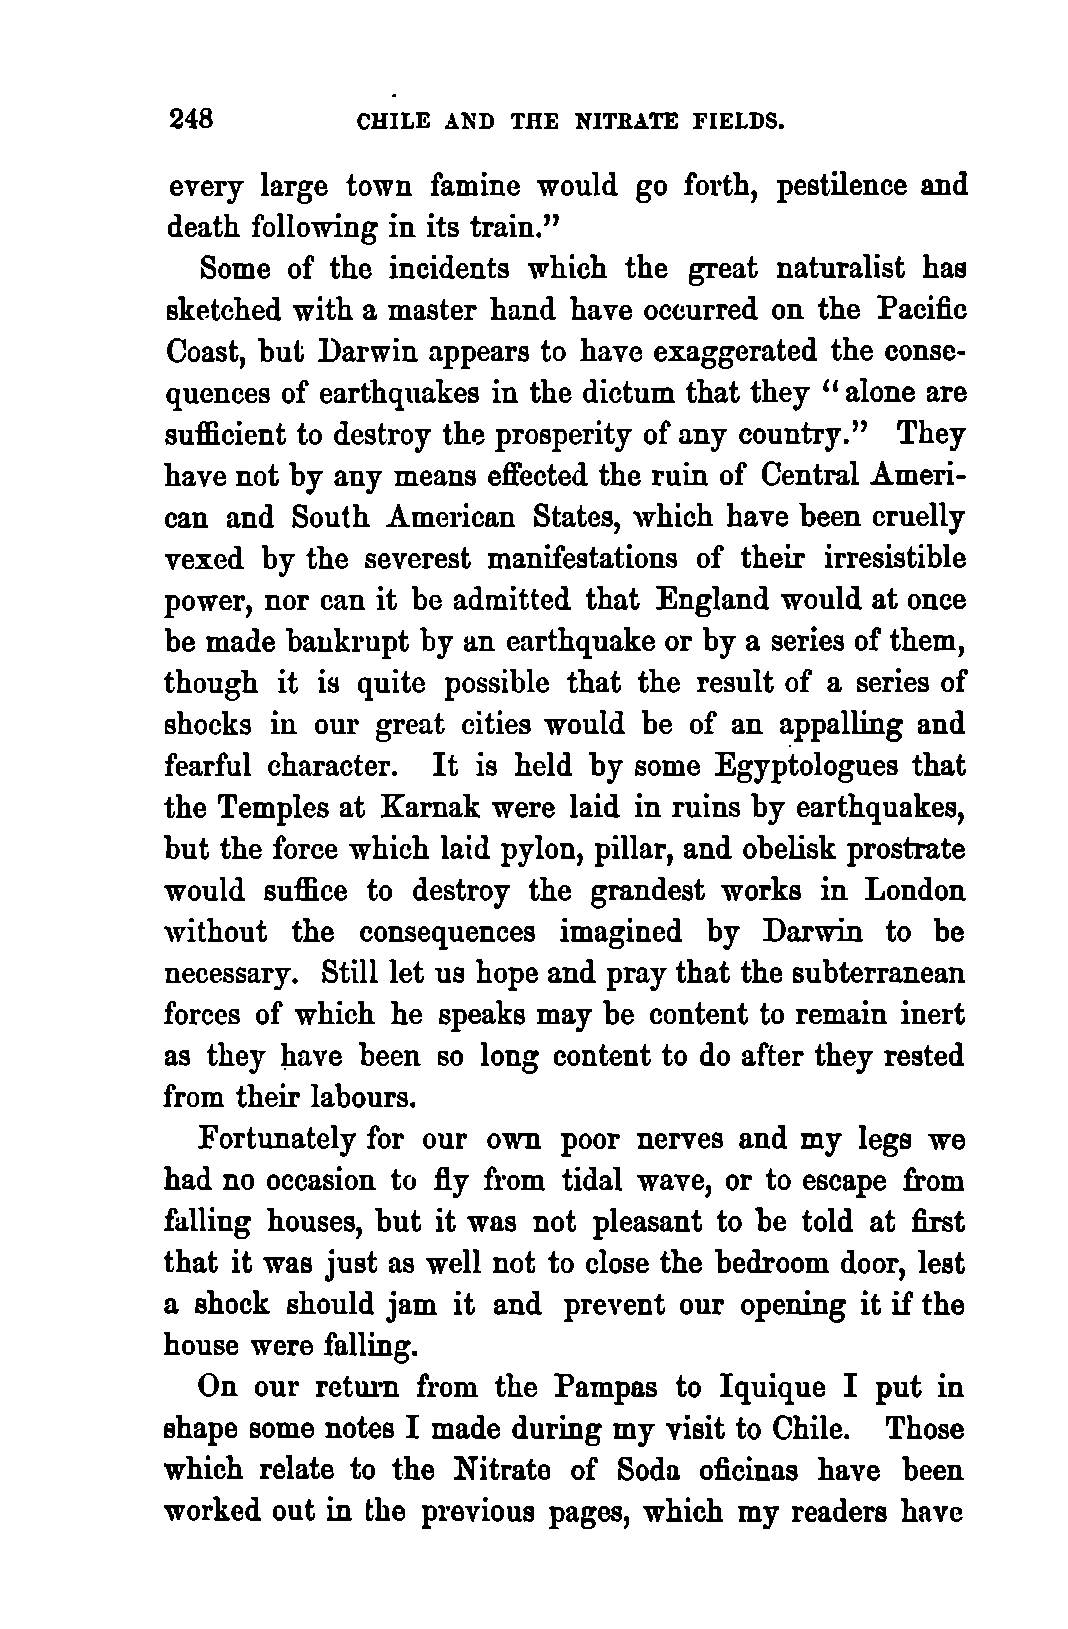 248 CHILE AND THE NITRATE FIELDS.
every large town famine would go forth, pestilence and
death following in its train.”
Some of the incidents which the great naturalist has
sketched with a master hand have occurred on the Pacific
Coast, but Darwin appears to have exaggerated the conse-
quences of earthquakes in the dictum that they “alone are
sufficient to destroy the prosperity of any country.” They
have not by any means effected the ruin of Central Ameri-
can and South American States, which have been cruelly
vexed by the severest manifestations of their irresistible
power, nor can it be admitted that England would at once
be made bankrupt by an earthquake or by a series of them,
though it is quite possible that the result of a series of
shocks in our great cities would be of an appalling and
fearful character. It is held by some Egyptologues that
the Temples at Karnak were laid in ruins by earthquakes,
but the force which laid pylon, pillar, and obelisk prostrate
would suffice to destroy the grandest works in London
without the consequences imagined by Darwin to be
necessary. Still let us hope and pray that the subterranean
forces of which he speaks may be content to remain inert
as they have been so long content to do after they rested
from their labours.
Fortunately for our own poor nerves and my legs we
had no occasion to fly from tidal wave, or to escape from
falling houses, but it was not pleasant to be told at first
that it was just as well not to close the bedroom door, lest
a shock should jam it and prevent our opening it if the
house were falling.
On our return from the Pampas to Iquique I put in
shape some notes I made during my visit to Chile. Those
which relate to the Nitrate of Soda oficinas have been
worked out in the previous pages, which my readers have